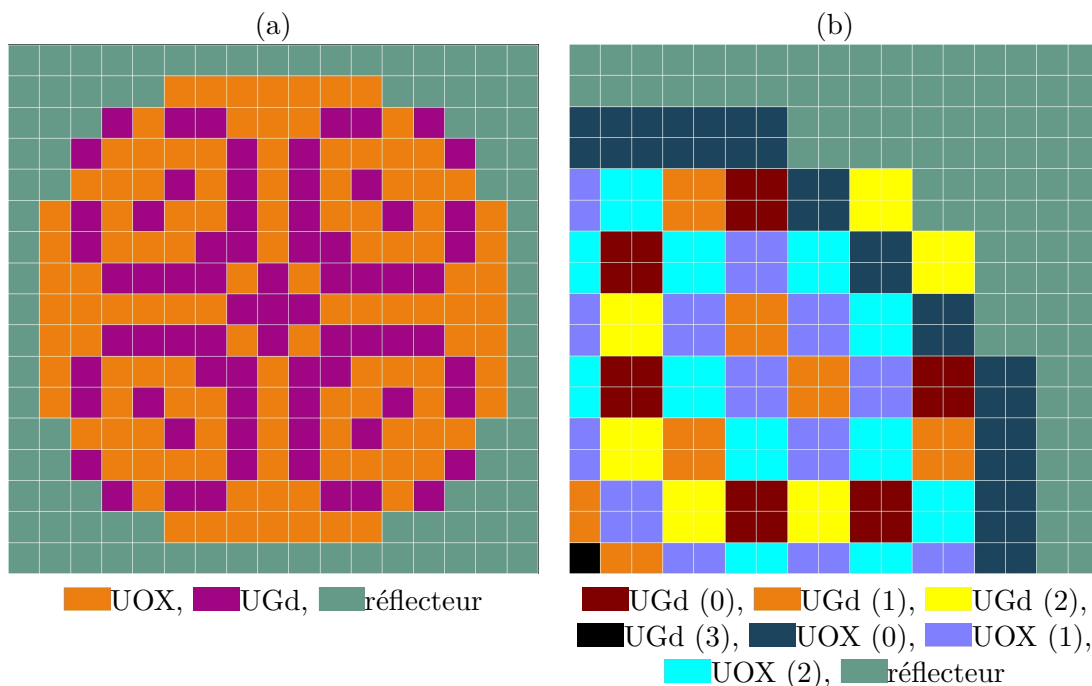 (a)
(b)
UOX, UGd, réflecteur
UGd (0), UGd (1), UGd (2),
UGd (3), UOX (0), UOX (1),
UOX (2), réflecteur